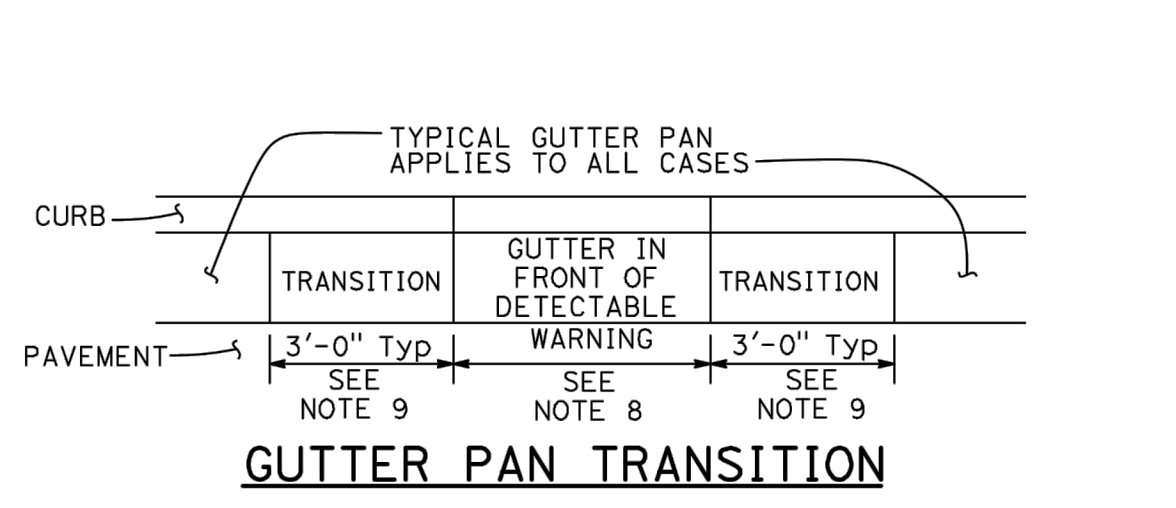 TYPICAL GUTTER PAN
APPLIES TO ALL CASES
CURB
TRANSITION
GUTTER IN
FRONT OF
DETECTABLE
WARNING
TRANSITION
PAVEMENT
3'-0" Typ
SEE
NOTE 9
SEE
NOTE 8
3'-0" Typ
SEE
NOTE 9
GUTTER PAN TRANSITION